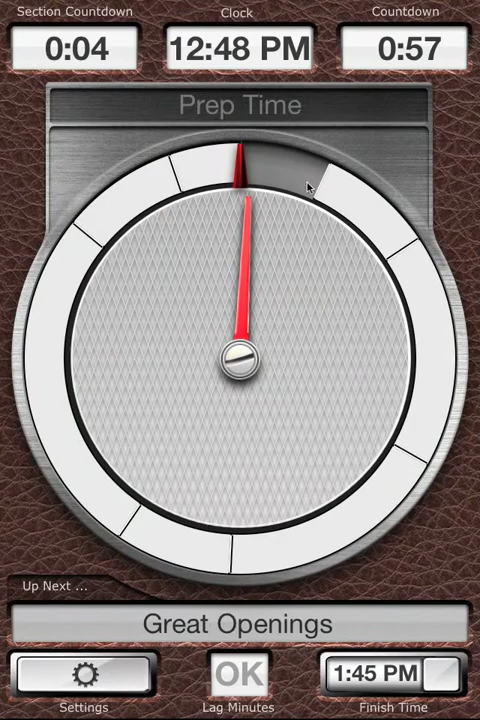 Section Countdown
Clock
Countdown
0:04
12:48 PM
0:57
Prep Time
Up Next ...
Great Openings
OK
1:45 PM
Settings
Lag Minutes
Finish Time